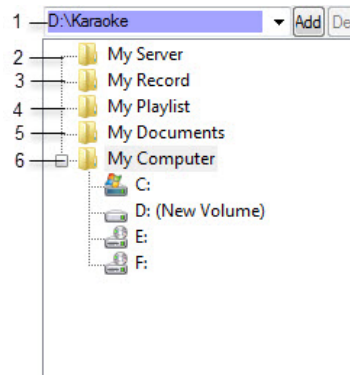 1 D:\Karaoke Add De
2 My Server
3 My Record
4 My Playlist
5 My Documents
6 My Computer
C:
D: (New Volume)
E:
F: